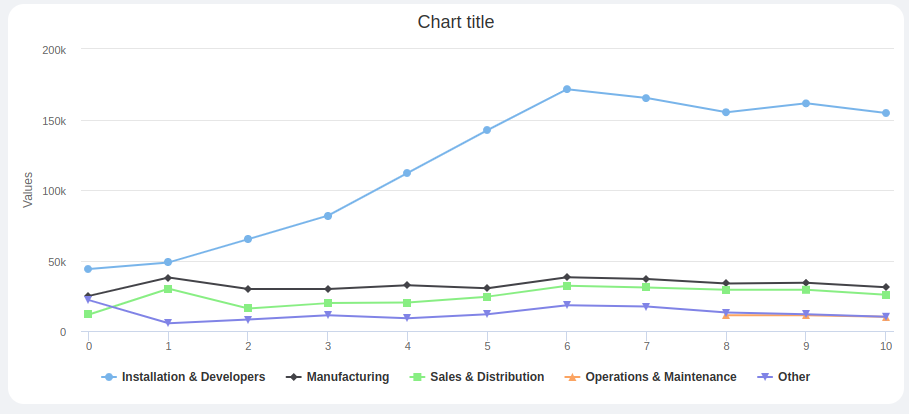 Chart title
200k
150k
100k
50k
0
Values
0 1 2 3 4 5 6 7 8 9 10
Installation & Developers Manufacturing Sales & Distribution Operations & Maintenance Other